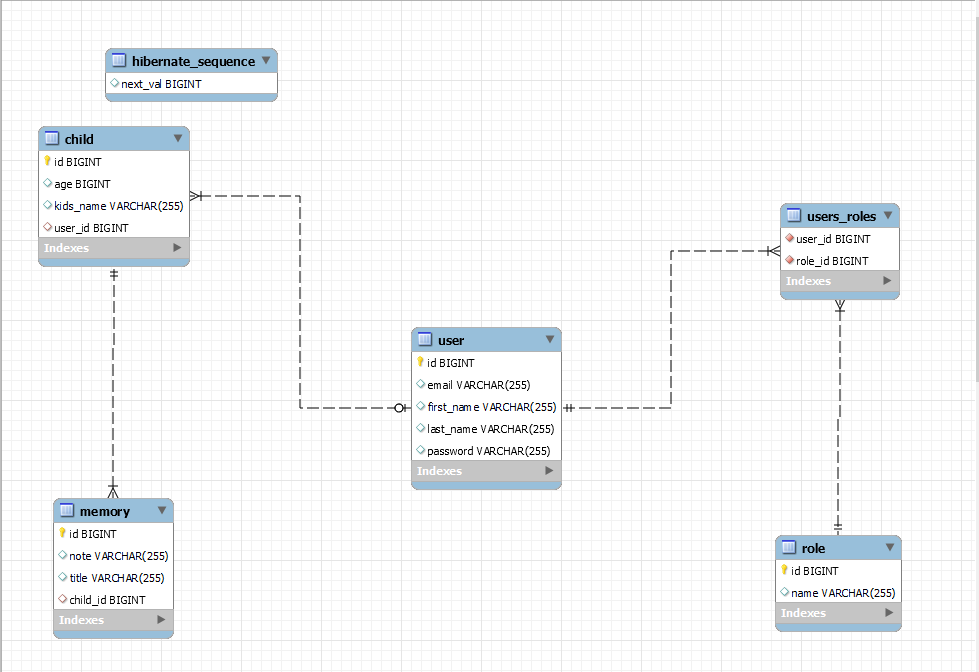 hibernate_sequence
next_val BIGINT
child
id BIGINT
age BIGINT
kids_name VARCHAR(255)
user_id BIGINT
Indexes
users_roles
user_id BIGINT
role_id BIGINT
Indexes
user
id BIGINT
email VARCHAR(255)
first_name VARCHAR(255)
last_name VARCHAR(255)
password VARCHAR(255)
Indexes
memory
id BIGINT
note VARCHAR(255)
title VARCHAR(255)
child_id BIGINT
Indexes
role
id BIGINT
name VARCHAR(255)
Indexes